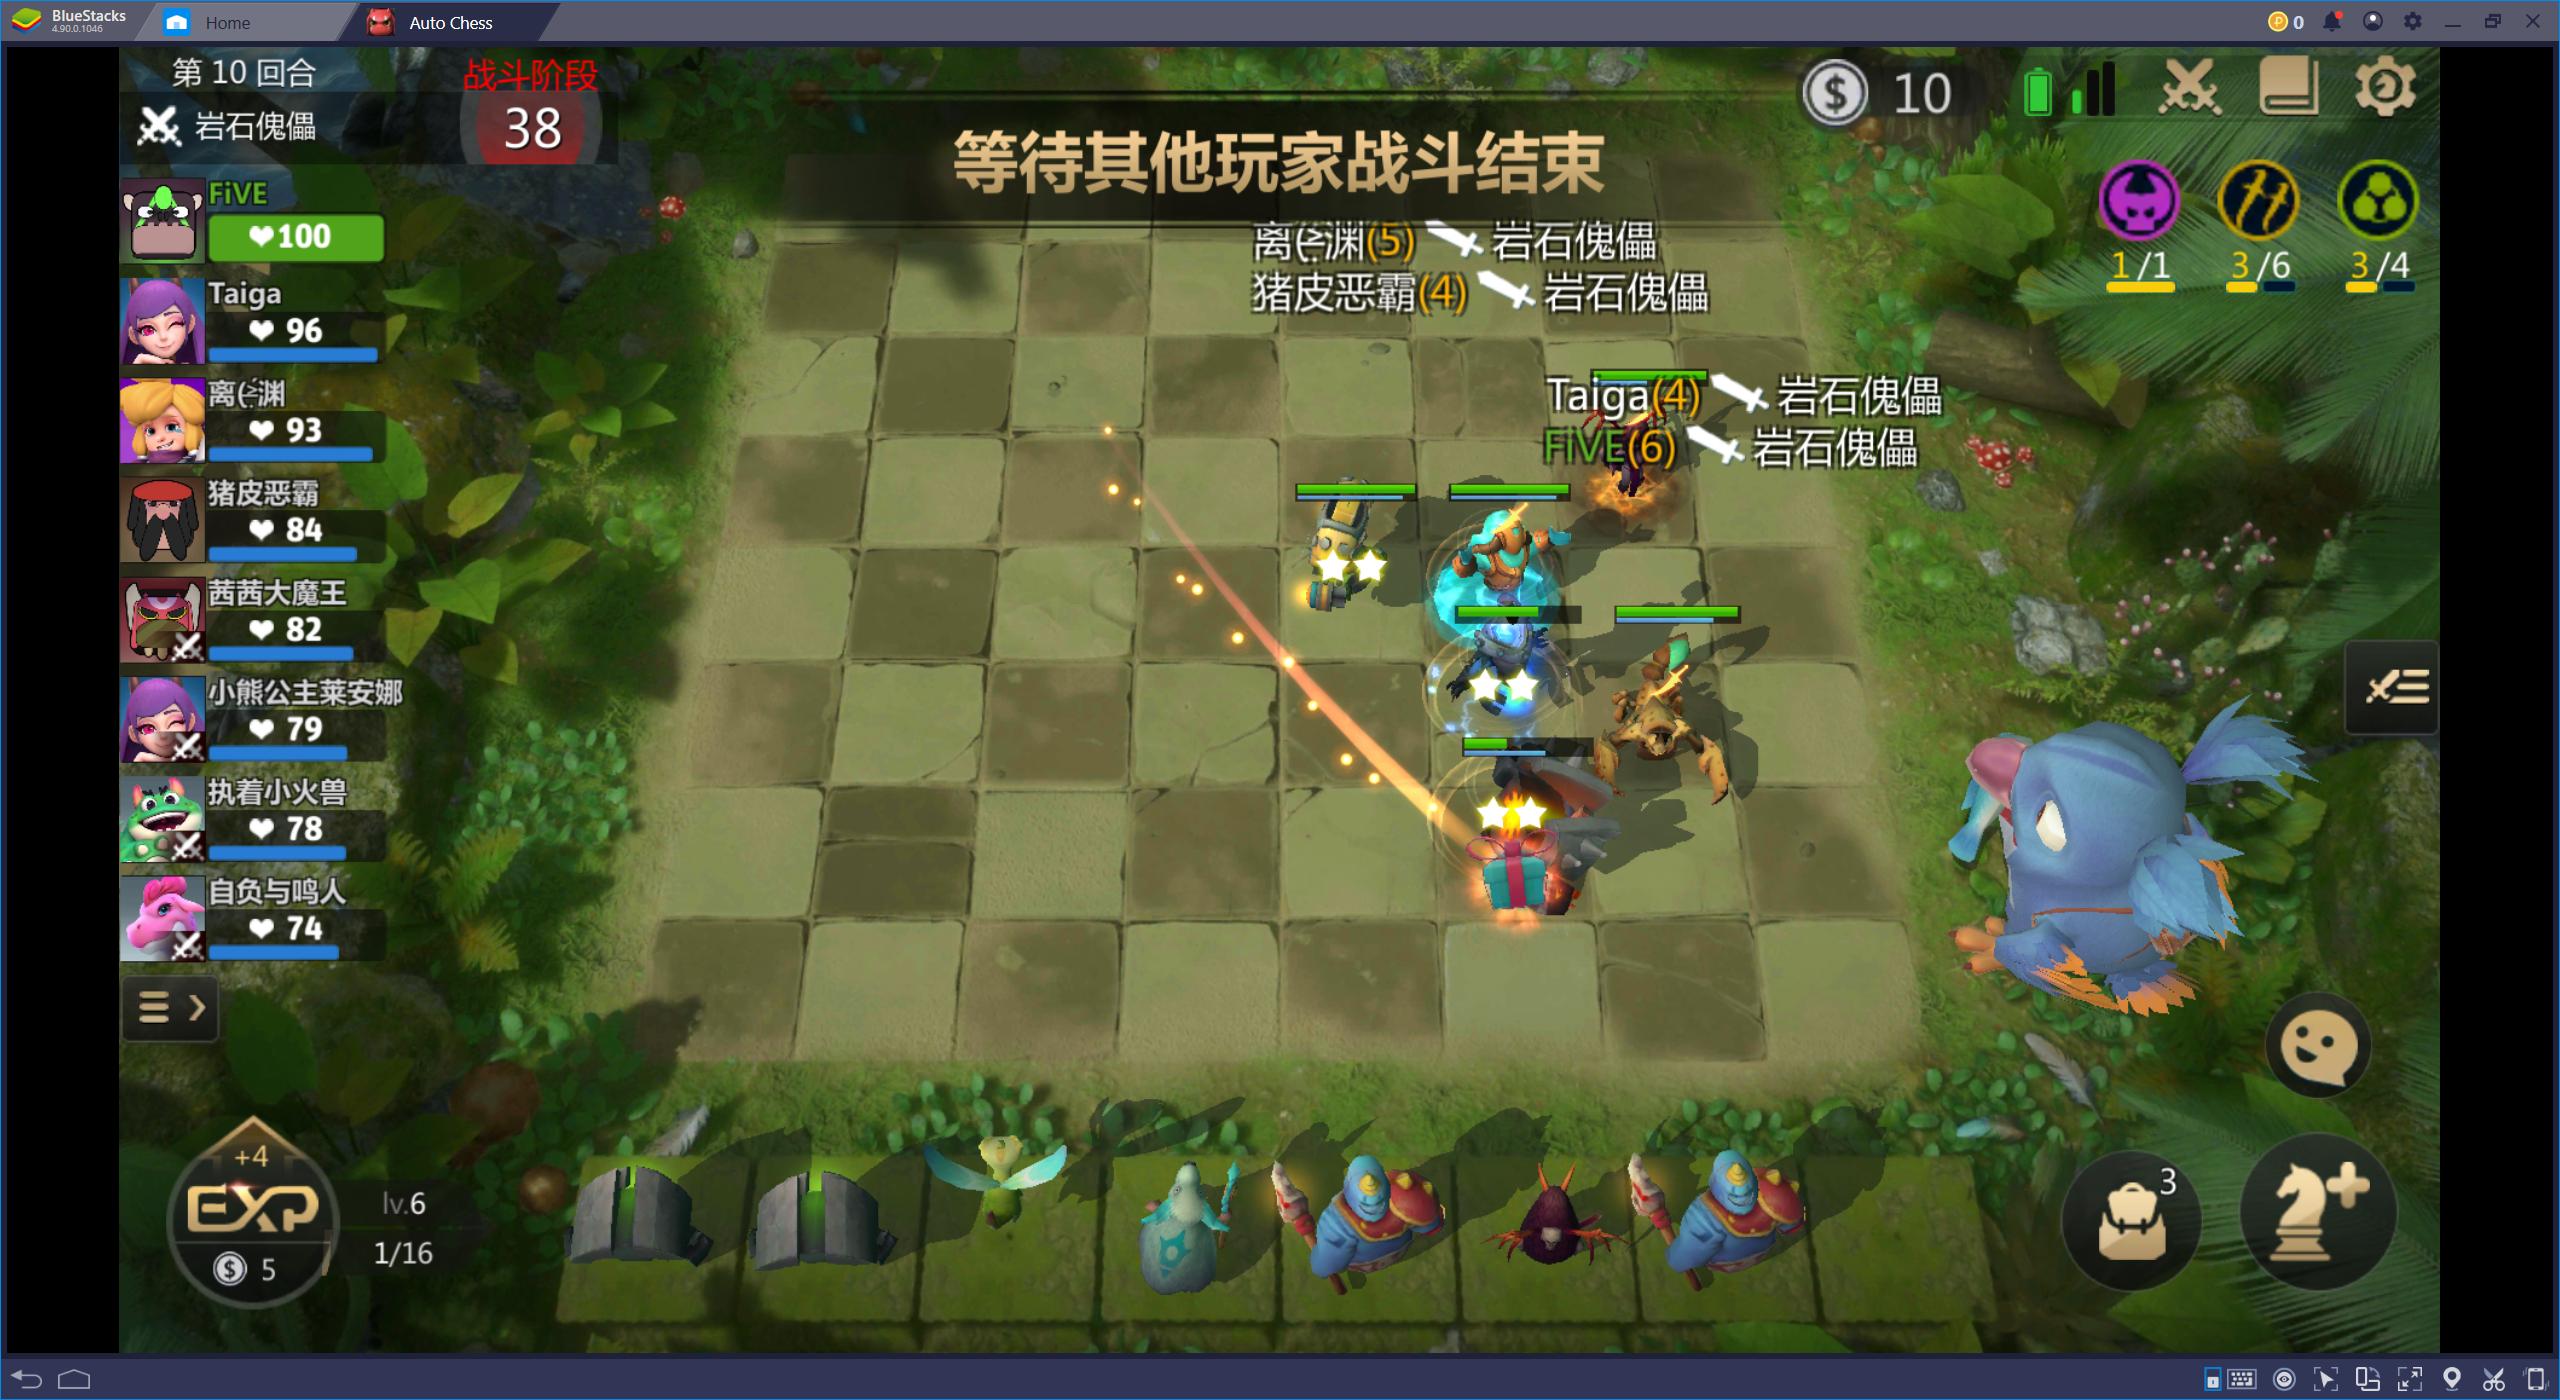 BlueStacks
4.90.0.1046
Home
Auto Chess
0
第 10 回合
战斗阶段
38
岩石傀儡
等待其他玩家战斗结束
10
1/1
3/6
3/4
FiVE
100
Taiga
96
93
猪皮恶霸
84
茜茜大魔王
82
小熊公主莱安娜
79
执着小火兽
78
自负与鸣人
74
(5) 岩石傀儡
猪皮恶霸(4) 岩石傀儡
Taiga(4) 岩石傀儡
FiVE(6) 岩石傀儡
+4
EXP
5
lv.6
1/16
3